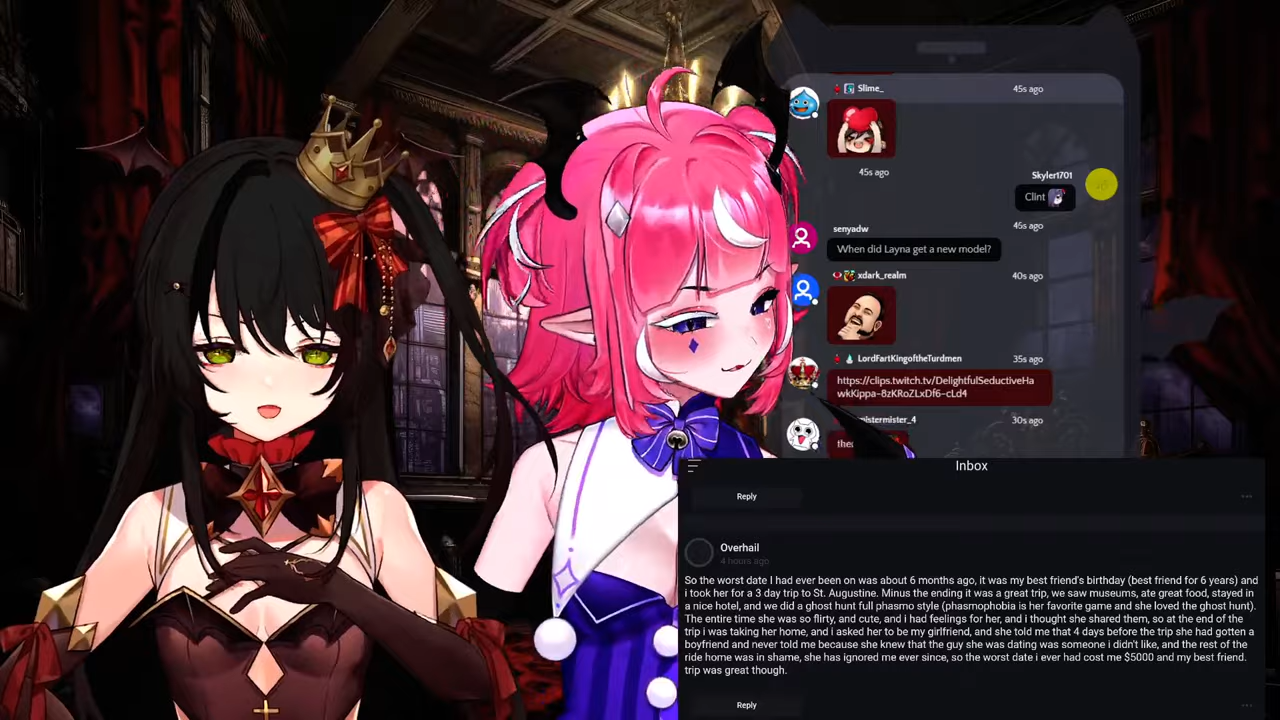 Slime_
45s ago
45s ago
Skyler1701
Clint
45s ago
senyadw
When did Layna get a new model?
xdark_realm
40s ago
LordFartKingoftheTurdmen
35s ago
https://clips.twitch.tv/DelightfulSeductiveHa
wkKippa-8zKRoZLxDf6-cLd4
mistermister_4
30s ago
Inbox
Reply
Overhail
4 hours ago
So the worst date I had ever been on was about 6 months ago, it was my best friend's birthday (best friend for 6 years) and
i took her for a 3 day trip to St. Augustine. Minus the ending it was a great trip, we saw museums, ate great food, stayed in
a nice hotel, and we did a ghost hunt full phasmo style (phasmophobia is her favorite game and she loved the ghost hunt).
The entire time she was so flirty, and cute, and i had feelings for her, and i thought she shared them, so at the end of the
trip i was taking her home, and i asked her to be my girlfriend, and she told me that 4 days before the trip she had gotten a
boyfriend and never told me because she knew that the guy she was dating was someone i didn't like, and the rest of the
ride home was in shame, she has ignored me ever since, so the worst date i ever had cost me $5000 and my best friend.
trip was great though.
Reply